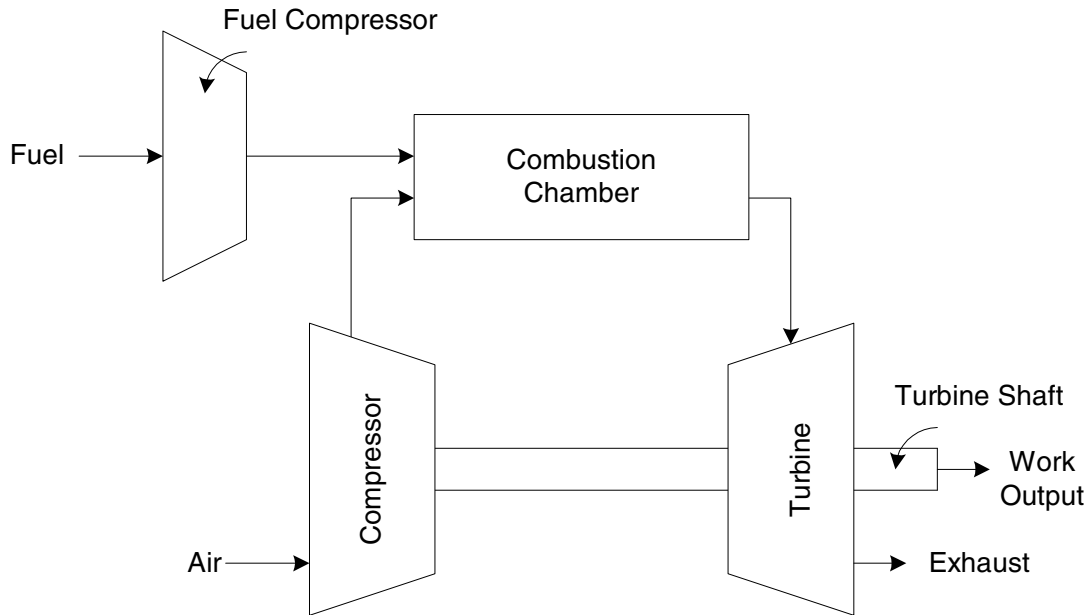 Fuel Compressor
Fuel
Combustion
Chamber
Compressor
Turbine
Turbine Shaft
Work
Output
Air
Exhaust